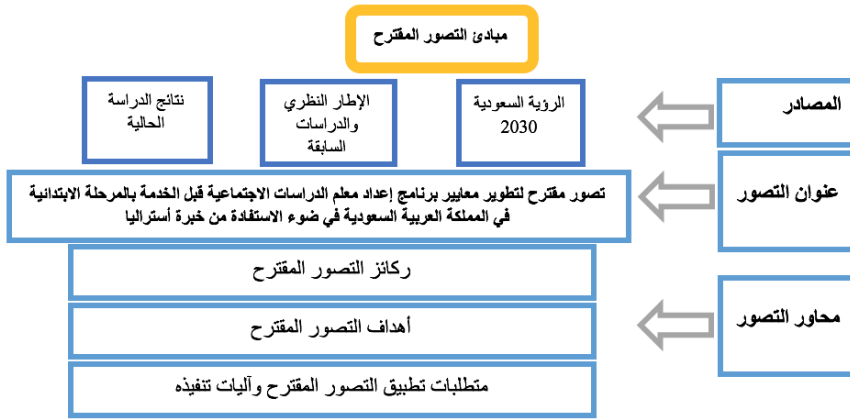 مبادئ التصور المقترح
المصادر
الرؤية السعودية
2030
الإطار النظري
والدراسات
السابقة
نتائج الدراسة
الحالية
عنوان التصور
تصور مقترح لتطوير معايير برنامج إعداد معلم الدراسات الاجتماعية قبل الخدمة بالمرحلة الابتدائية
في المملكة العربية السعودية في ضوء الاستفادة من خبرة أستراليا
محاور التصور
ركائز التصور المقترح
أهداف التصور المقترح
متطلبات تطبيق التصور المقترح وآليات تنفيذه